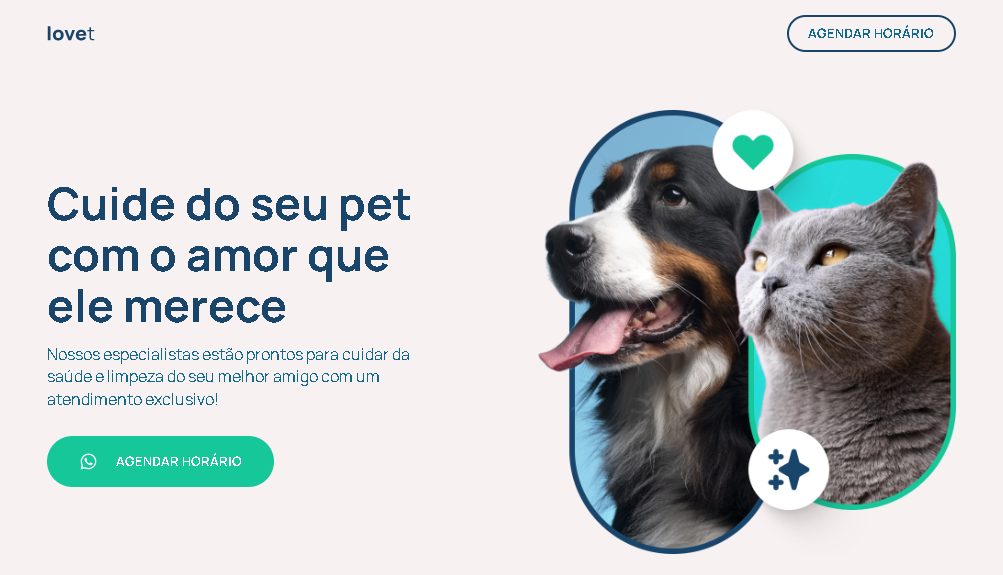 lovet
AGENDAR HORÁRIO
Cuide do seu pet
com o amor que
ele merece
Nossos especialistas estão prontos para cuidar da
saúde e limpeza do seu melhor amigo com um
atendimento exclusivo!
AGENDAR HORÁRIO